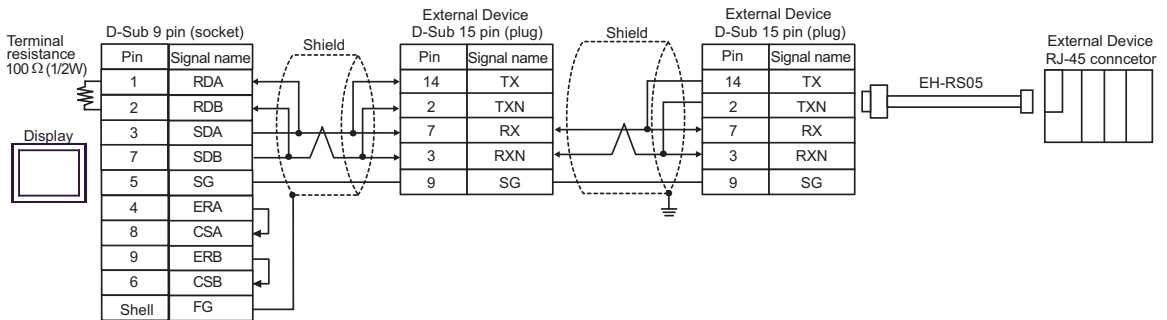 Terminal
resistance
100 Ω (1/2W)
Display
D-Sub 9 pin (socket)
Pin Signal name
1 RDA
2 RDB
3 SDA
7 SDB
5 SG
4 ERA
8 CSA
9 ERB
6 CSB
Shell FG
Shield
External Device
D-Sub 15 pin (plug)
Pin Signal name
14 TX
2 TXN
7 RX
3 RXN
9 SG
Shield
External Device
D-Sub 15 pin (plug)
Pin Signal name
14 TX
2 TXN
7 RX
3 RXN
9 SG
EH-RS05
External Device
RJ-45 conncetor